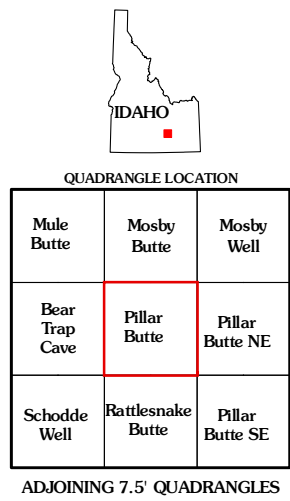 IDAHO
QUADRANGLE LOCATION
Mule
Butte
Mosby
Butte
Mosby
Well
Bear
Trap
Cave
Pillar
Butte
Pillar
Butte NE
Schodde
Well
Rattlesnake
Butte
Pillar
Butte SE
ADJOINING 7.5' QUADRANGLES